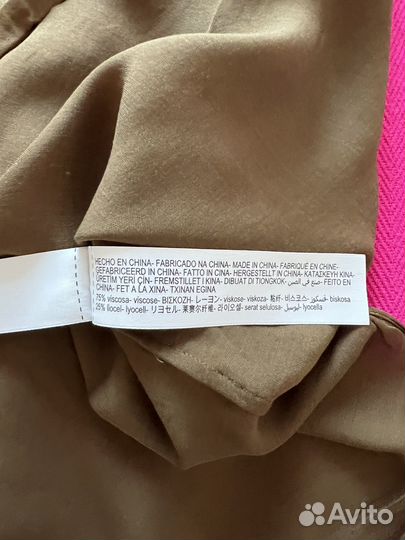 HECHO EN CHINA- FABRICADO NA CHINA- MADE IN CHINA- FABRIQUÉ EN CHINE-
GEFABRICEERD IN CHINA- FATTO IN CINA- HERGESTELLT IN CHINA- ΚΑΤΑΣΚΕΥΗ ΚΙΝΑ-
ÜRETIM YERI ÇIN- FREMSTILLET I KINA- DIBUAT DI TIONGKOK- صنع في الصين- FEITO EN
CHINA- FET A LA XINA- TXINAN EGINA
75% viscosa- viscose- ΒΙΣΚΟΖΗ- レーヨン- viskose- viskoza- 粘纤- 비스코스- فسكوز- biskosa
25% liocel- lyocell- リヨセル- 莱赛尔纤维- 라이오셀- serat selulosa- ليوسيل- lyocella
Avito